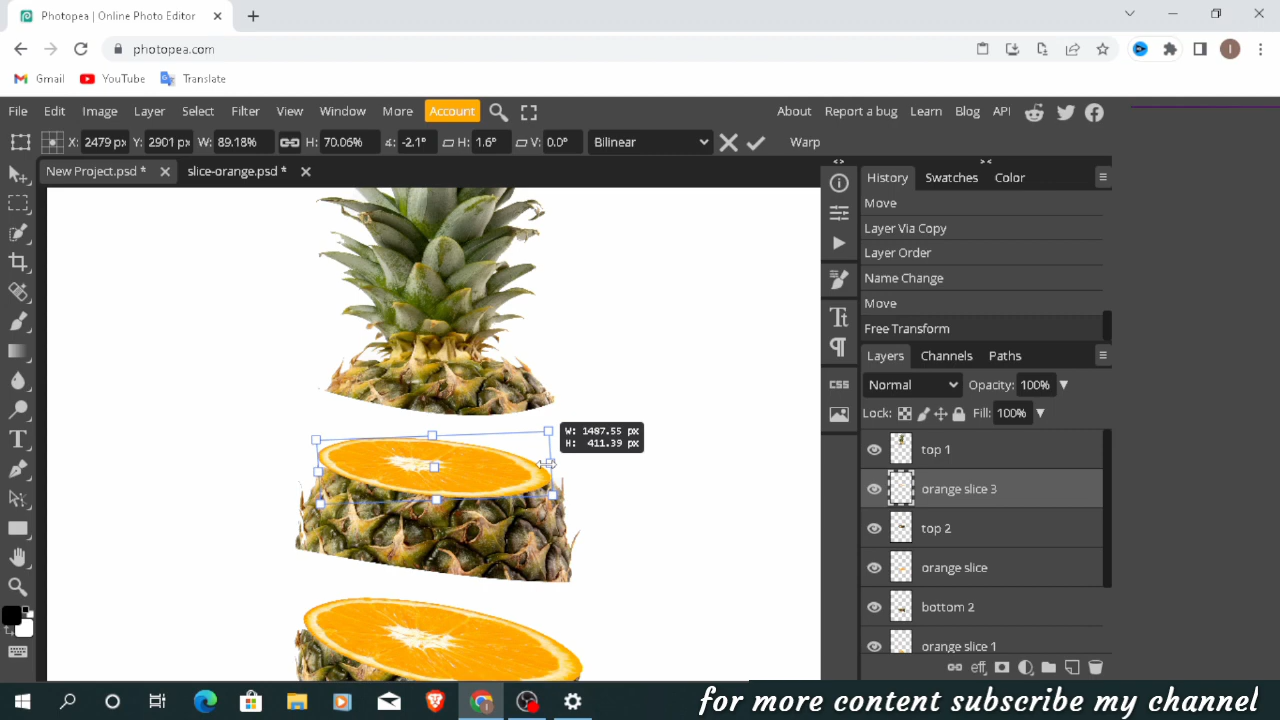 Photopea | Online Photo Editor
photopea.com
I
Gmail YouTube Translate
File Edit Image Layer Select Filter View Window More Account About Report a bug Learn Blog API
X: 2479 px Y: 2901 px W: 89.18% H: 70.06% -2.1° H: 1.6° V: 0.0° Bilinear Warp
New Project.psd * slice-orange.psd *
History Swatches Color
Move
Layer Via Copy
Layer Order
Name Change
Move
Free Transform
Layers Channels Paths
Normal Opacity: 100%
Lock: Fill: 100%
W: 1487.55 px
H: 411.39 px
CSS
top 1
orange slice 3
top 2
orange slice
bottom 2
orange slice 1
eff
for more content subscribe my channel